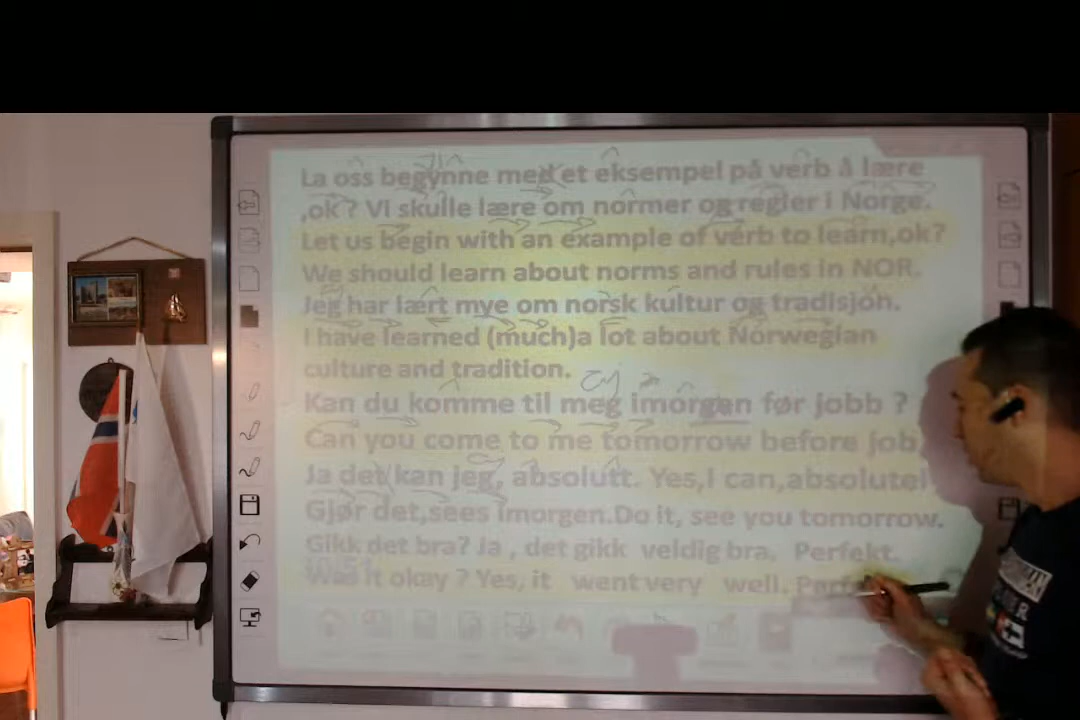 La oss begynne med et eksempel på verb å lære
,ok? Vi skulle lære om normer og regler i Norge.
Let us begin with an example of verb to learn,ok?
We should learn about norms and rules in NOR.
Jeg har lært mye om norsk kultur og tradisjon.
I have learned (much)a lot about Norwegian
culture and tradition.
Kan du komme til meg imorgen før jobb ?
Can you come to me tomorrow before job
Ja det kan jeg, absolutt. Yes,I can,absolutel
Gjør det,sees imorgen.Do it, see you tomorrow.
Gikk det bra? Ja , det gikk veldig bra. Perfekt.
Was it okay ? Yes, it went very well.